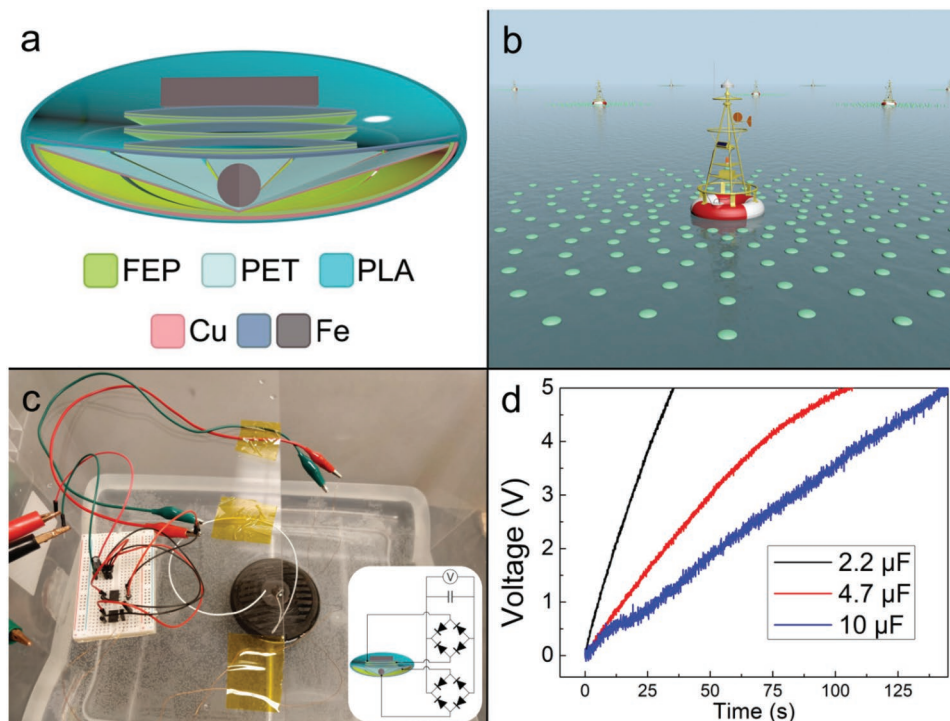 a
FEP PET PLA
Cu Fe
b
c
V
d
Voltage (V)
5
4
3
2
1
0
2.2 µF
4.7 µF
10 µF
0 25 50 75 100 125
Time (s)